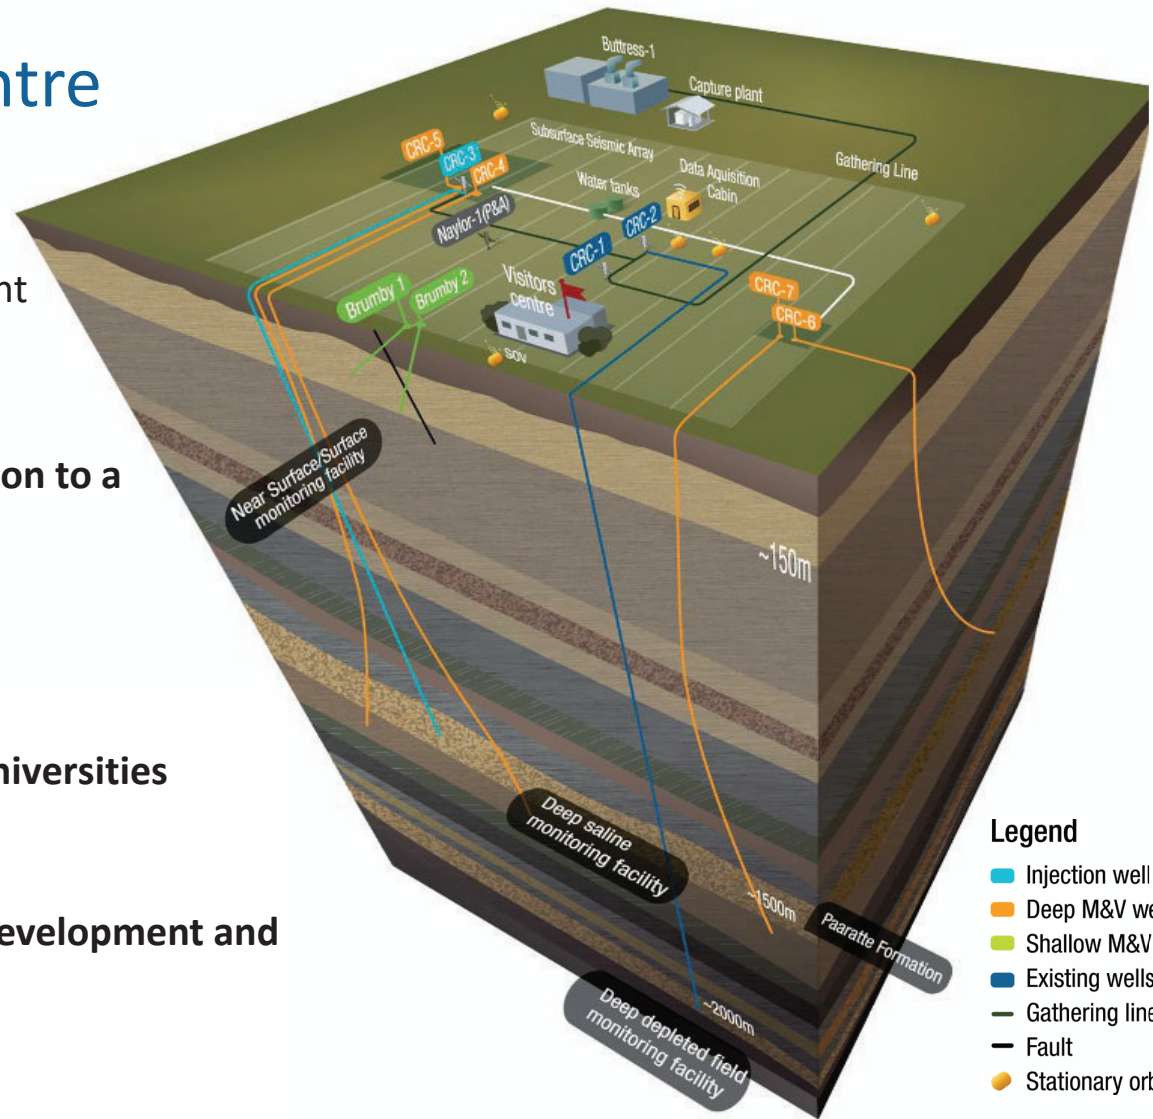 ntre
nt
on to a
niversities
evelopment and
Buttress-1
Capture plant
Subsurface Seismic Array
Gathering Line
CRC-5
CRC-3
CRC-4
Water tanks
Data Aquisition
Cabin
Naylor-1(P&A)
CRC-2
CRC-1
Visitors
centre
Brumby 1
Brumby 2
CRC-7
CRC-6
SOV
Near Surface/Surface
monitoring facility
~150m
Deep saline
monitoring facility
~1500m
Paaratte Formation
~2000m
Deep depleted field
monitoring facility
Legend
Injection well
Deep M&V we
Shallow M&V
Existing wells
Gathering line
Fault
Stationary orb